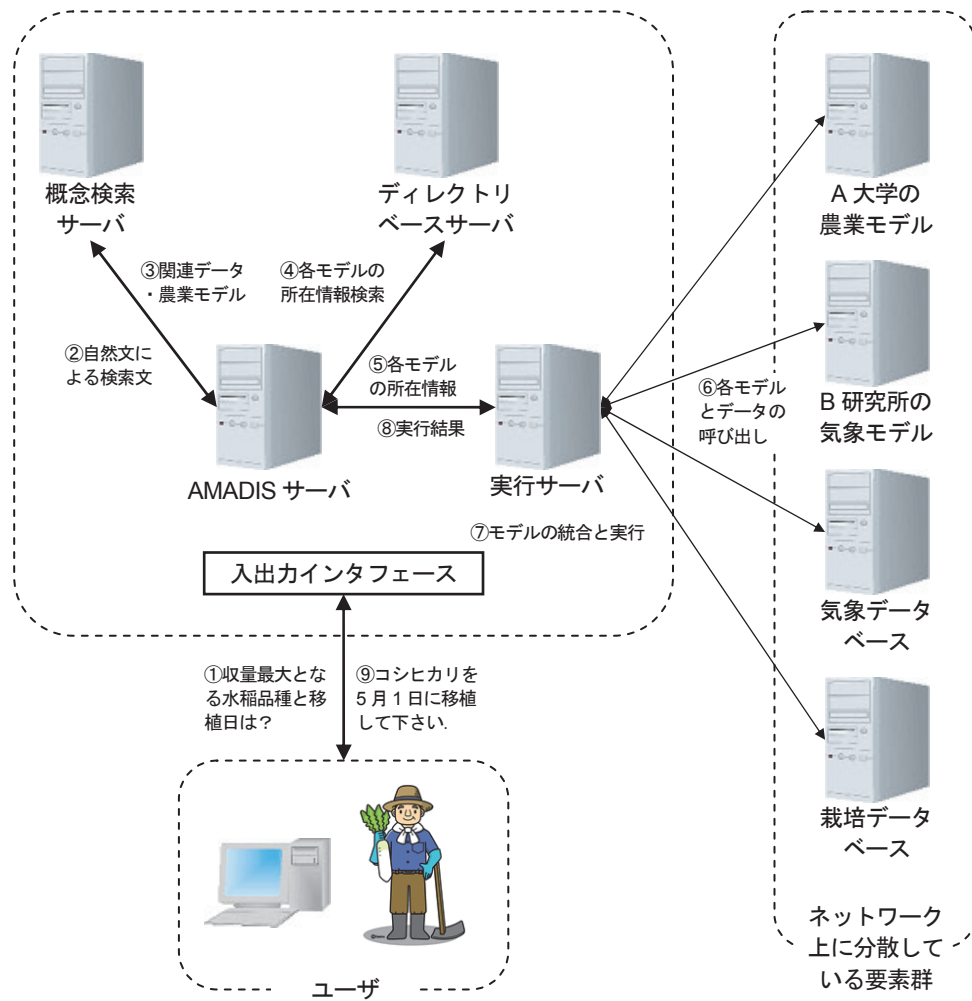 概念検索
サーバ
ディレクトリ
ベースサーバ
③関連データ
・農業モデル
④各モデルの
所在情報検索
②自然文に
よる検索文
⑤各モデル
の所在情報
⑧実行結果
AMADIS サーバ
実行サーバ
⑦モデルの統合と実行
入出力インタフェース
①収量最大とな
る水稲品種と移
植日は?
⑨コシヒカリを
5 月 1 日に移植
して下さい.
ユーザ
⑥各モデル
とデータの
呼び出し
A 大学の
農業モデル
B 研究所の
気象モデル
気象データ
ベース
栽培データ
ベース
ネットワーク
上に分散して
いる要素群